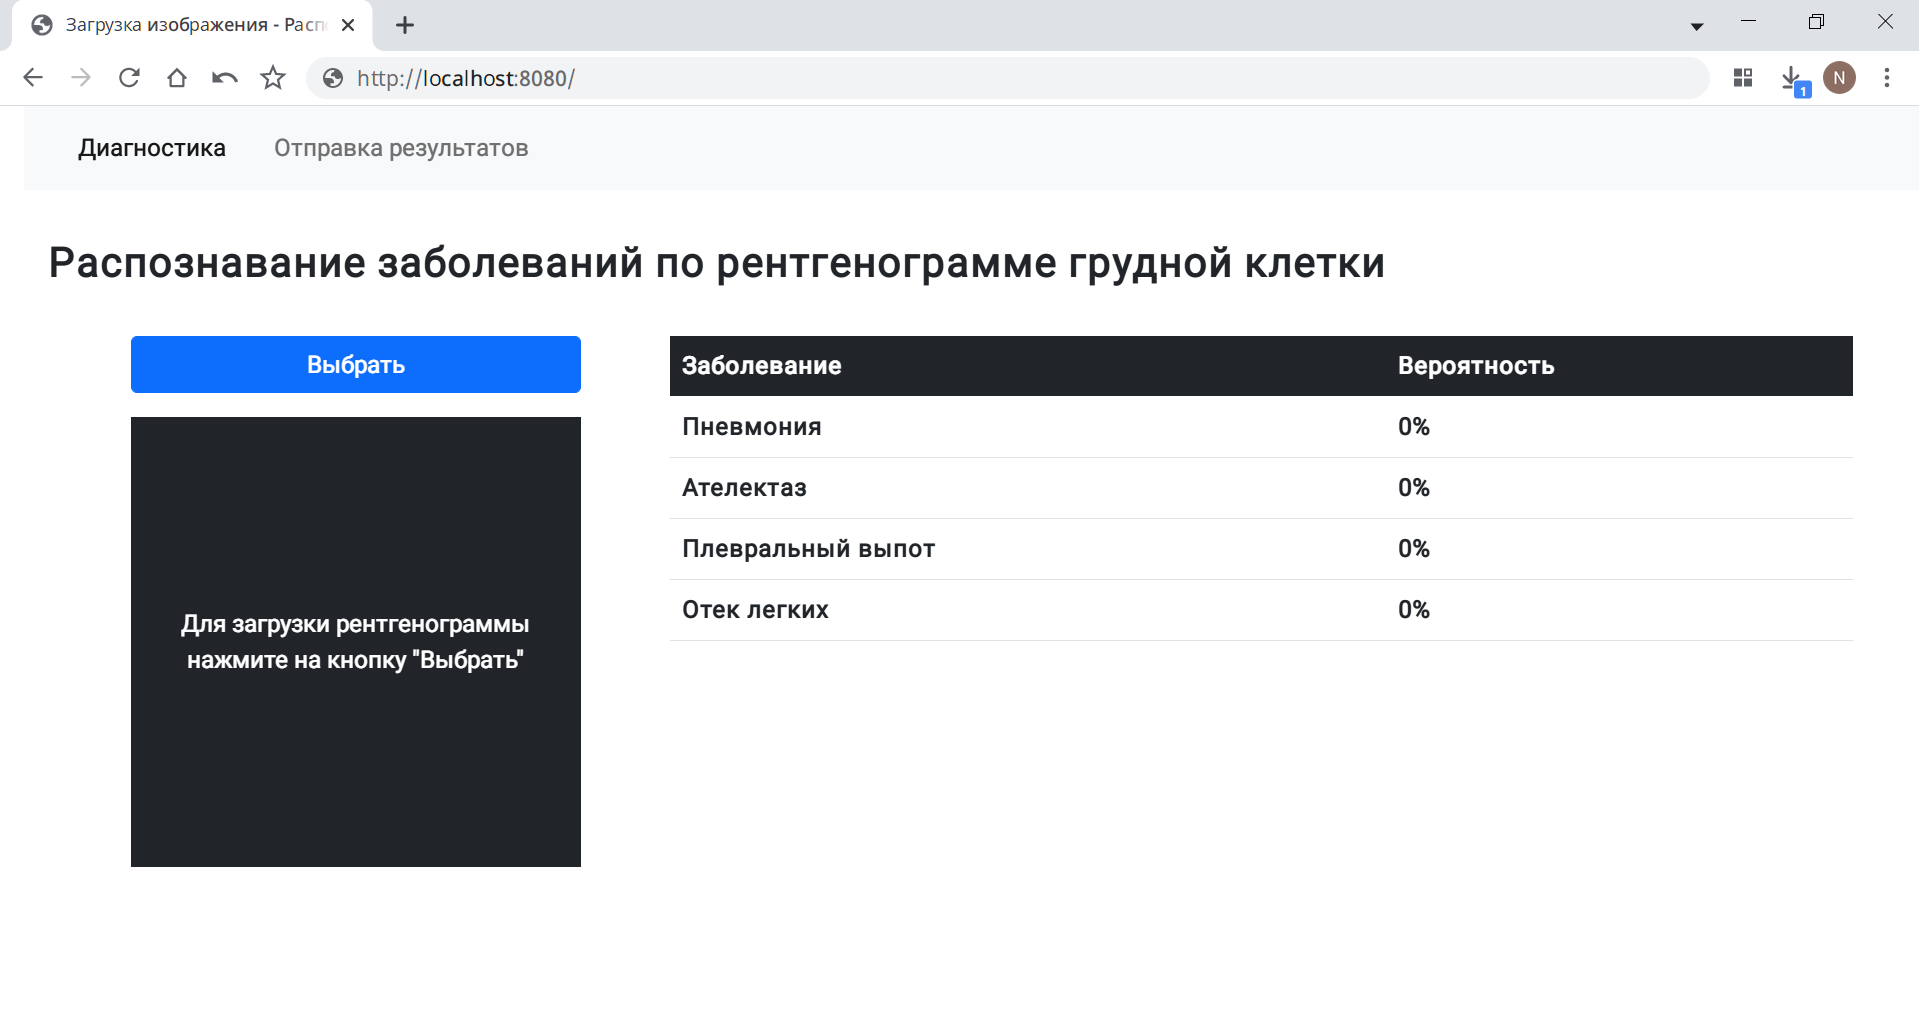 Загрузка изображения - Расп
http://localhost:8080/
N
1
Диагностика Отправка результатов
Распознавание заболеваний по рентгенограмме грудной клетки
Выбрать
Для загрузки рентгенограммы
нажмите на кнопку "Выбрать"
Заболевание Вероятность
Пневмония 0%
Ателектаз 0%
Плевральный выпот 0%
Отек легких 0%